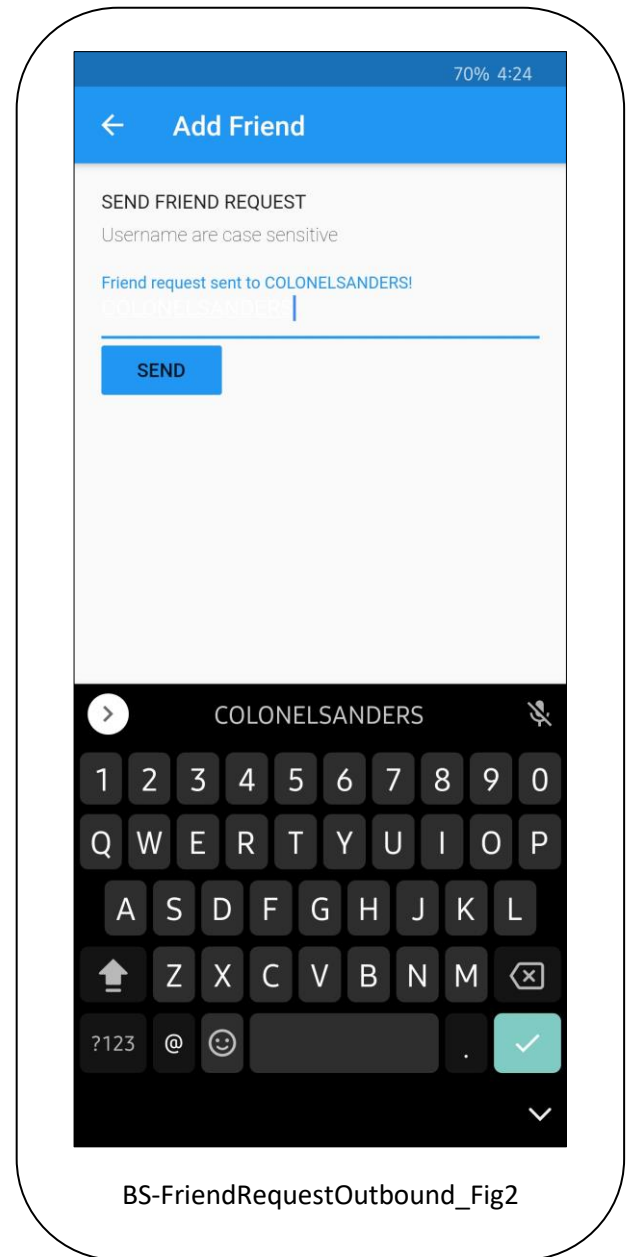 70% 4:24
Add Friend
SEND FRIEND REQUEST
Username are case sensitive
Friend request sent to COLONELSANDERS!
COLONELSANDERS
SEND
COLONELSANDERS
1 2 3 4 5 6 7 8 9 0
Q W E R T Y U I O P
A S D F G H J K L
Z X C V B N M
?123 @ .
BS-FriendRequestOutbound_Fig2